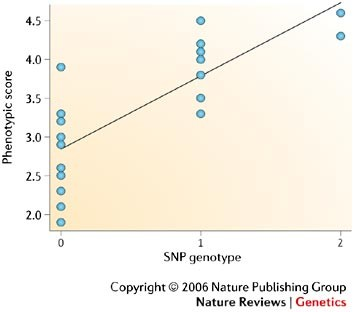 4.5
4.0
3.5
3.0
2.5
2.0
Phenotypic score
0 1 2
SNP genotype
Copyright © 2006 Nature Publishing Group
Nature Reviews | Genetics